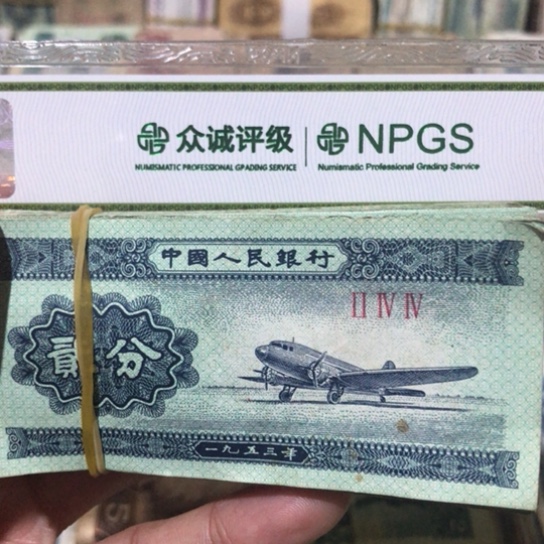 众诚评级 NPGS
NUMISMATIC PROFESSIONAL GRADING SERVICE Numismatic Professional Grading Service
中國人民銀行
II IV IV
貳分
一九五三年